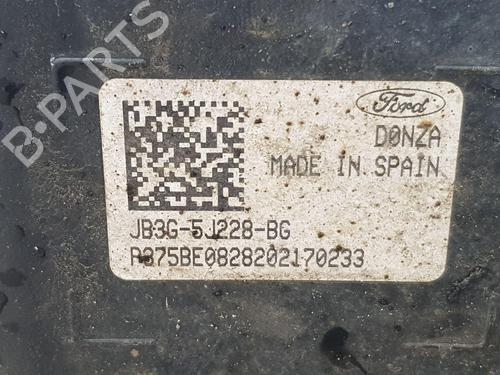 B-PARTS
Ford
D0NZA
MADE IN SPAIN
JB3G-5J228-BG
R375BE0828202170233